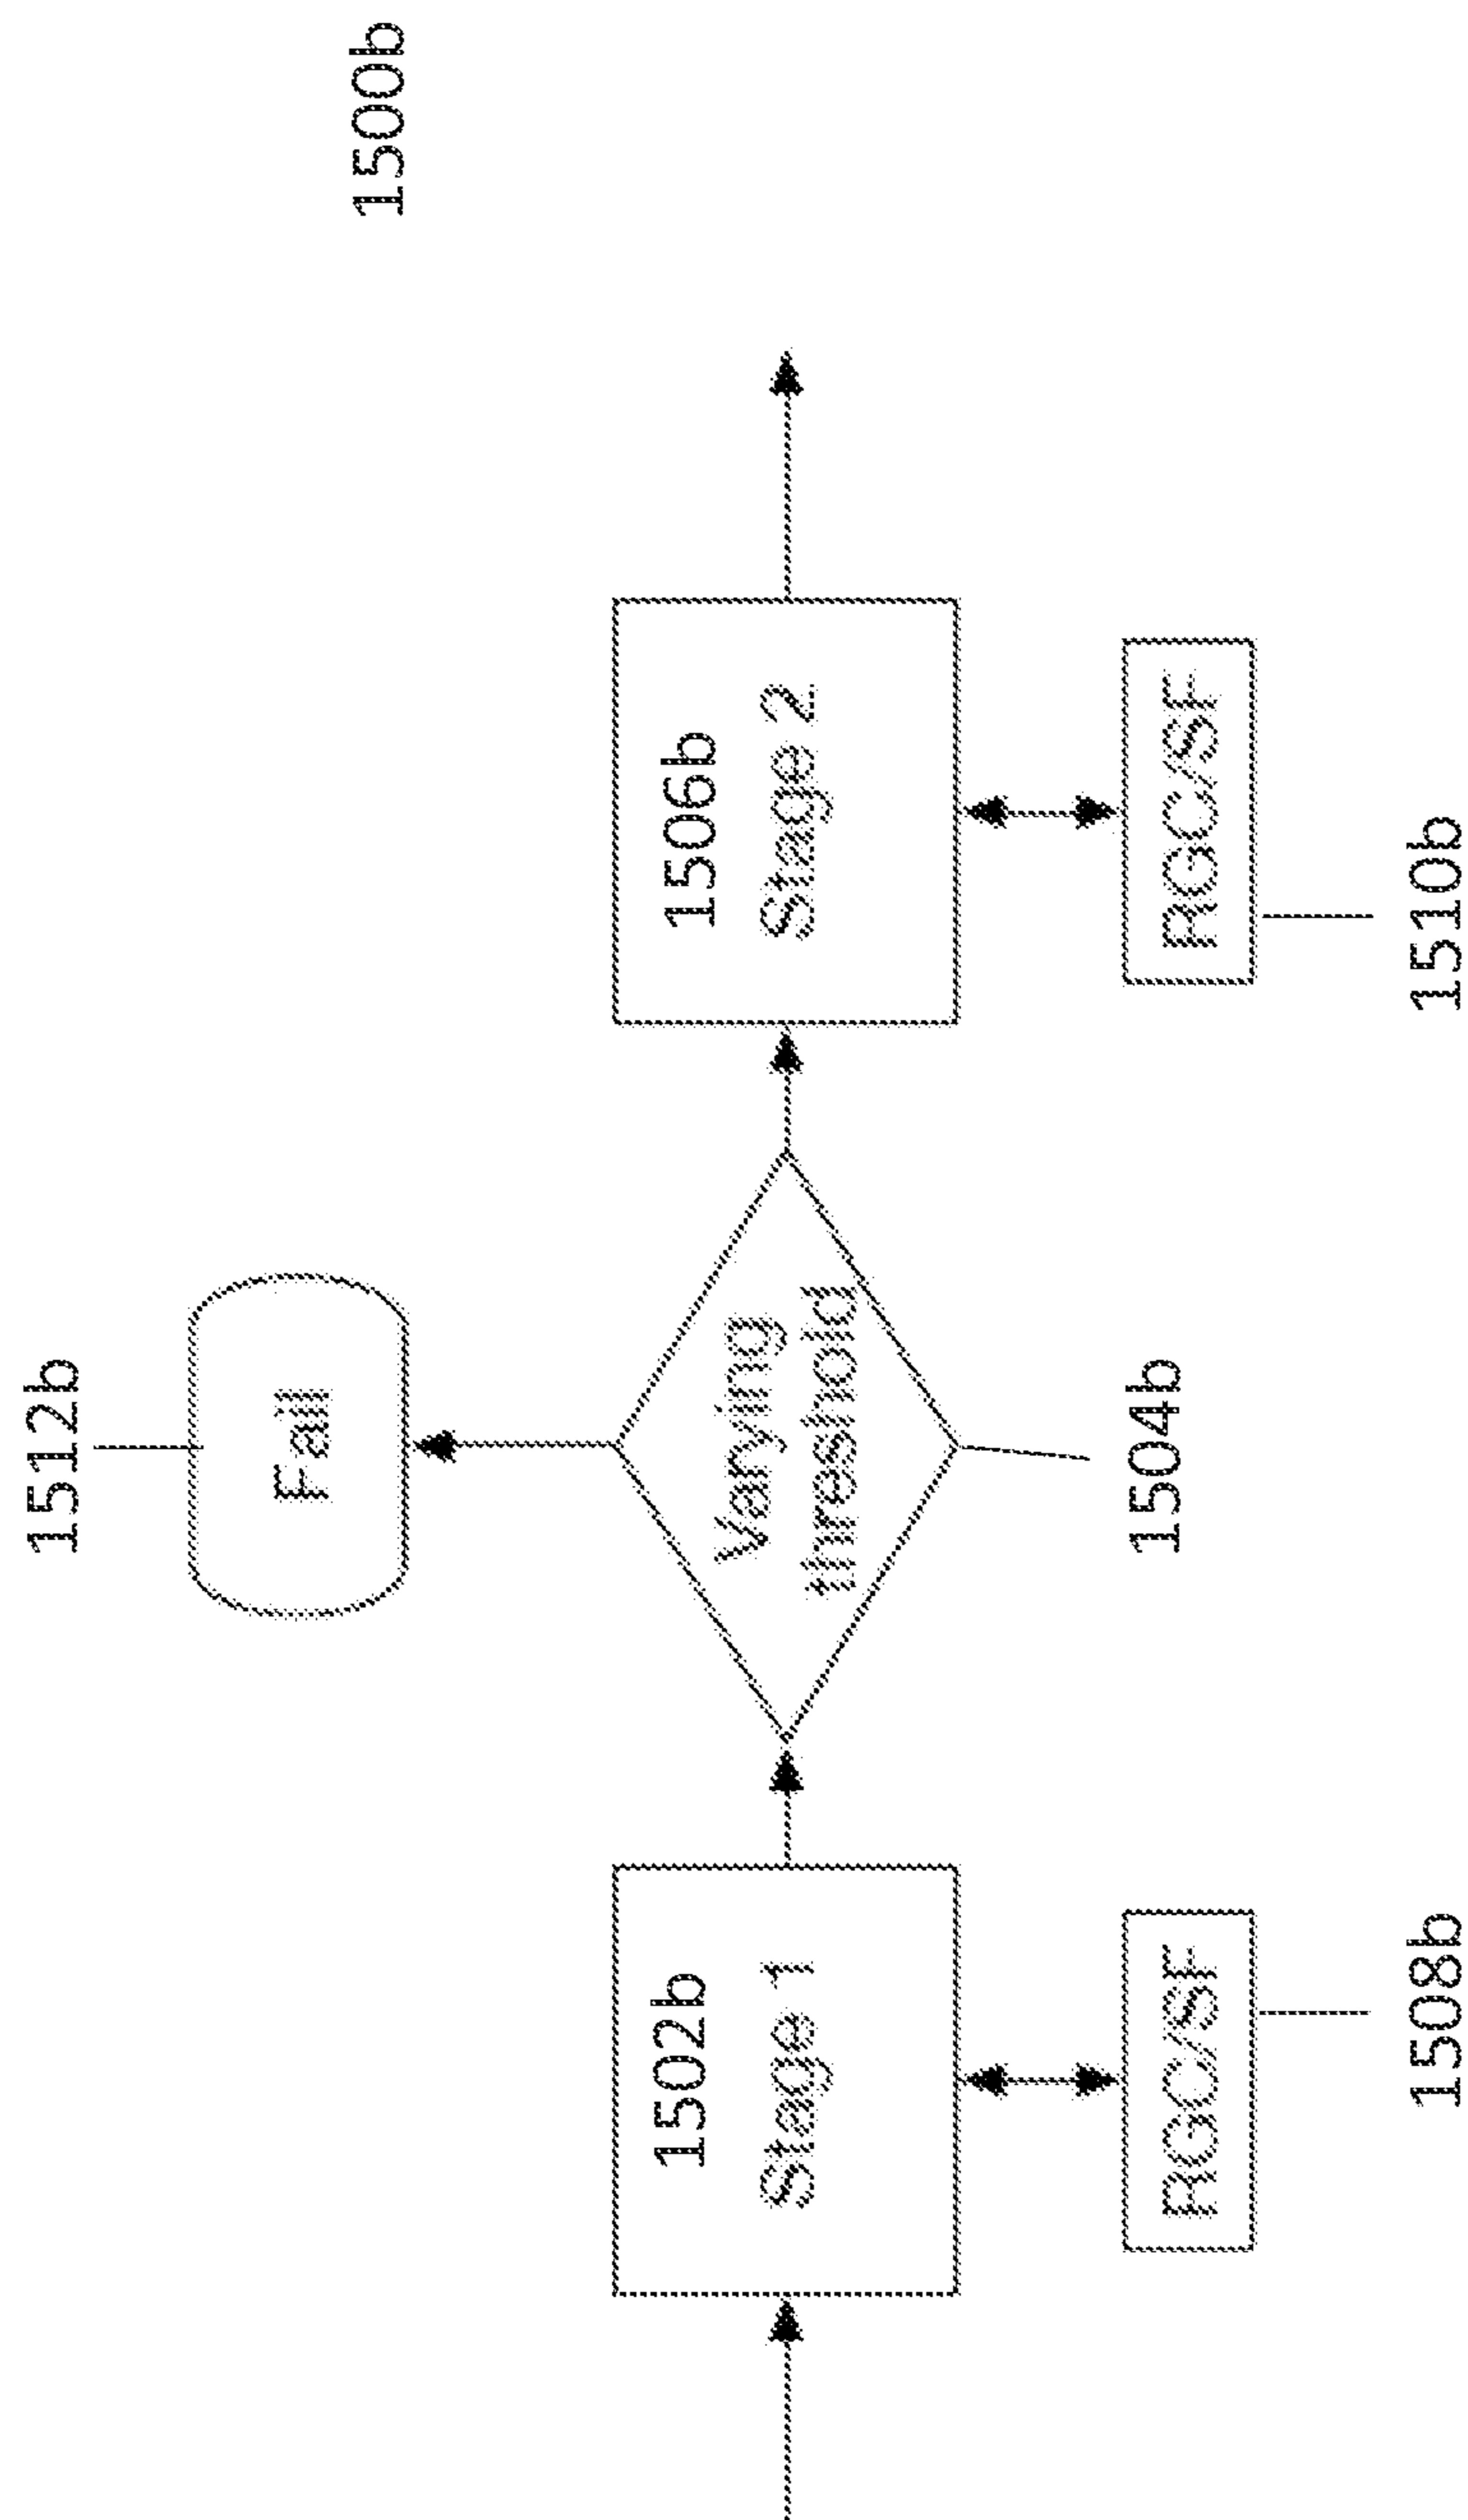 1512b
Fail
1500b
1502b
Stage 1
Varying
threshold
1506b
Stage 2
1504b
RGC/SF
RGC/SF
1508b
1510b